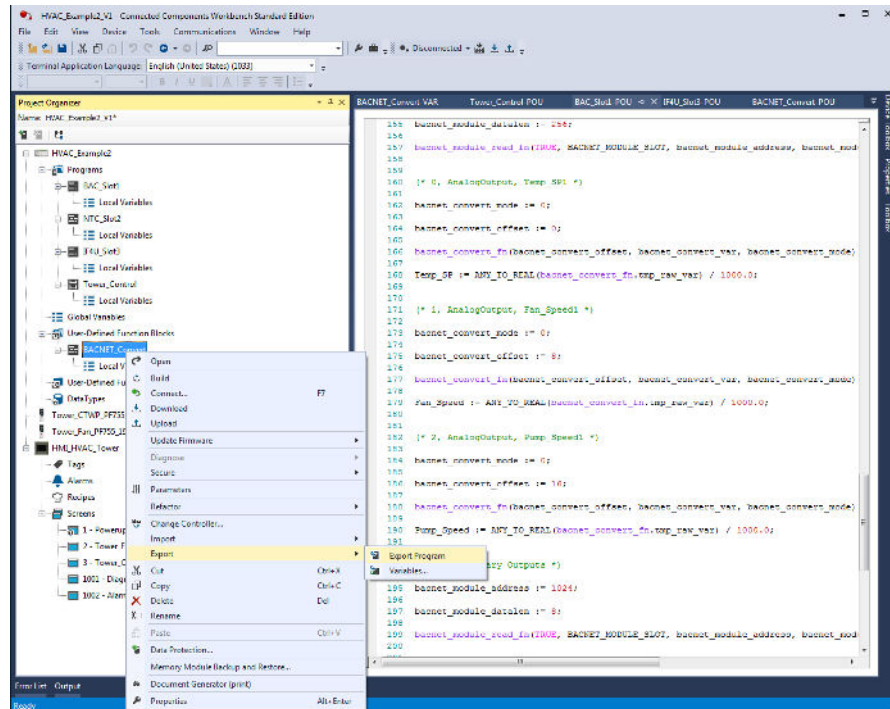 HVAC_Example2_V1 - Connected Components Workbench Standard Edition
File Edit View Device Tools Communications Window Help
Disconnected
Terminal Application Language: English (United States) (1033)
Project Organizer
Name: HVAC_Example2_V1*
HVAC_Example2
Programs
BAC_Slot1
Local Variables
NTC_Slot2
Local Variables
IF4U_Slot3
Local Variables
Tower_Control
Local Variables
Global Variables
User-Defined Function Blocks
BACNET_Convert
Local V
User-Defined Fu
DataTypes
Tower_CTWP_PF755
Tower_Fan_PF755_
HMI_HVAC_Tower
Tags
Alarms
Recipes
Screens
1 - Powerup
2 - Tower F
3 - Tower_C
1001 - Diag
1002 - Alarm
Open
Build
Connect... F7
Download
Upload
Update Firmware
Diagnose
Secure
Parameters
Refactor
Change Controller...
Import
Export
Cut Ctrl+X
Copy Ctrl+C
Delete Del
Rename
Paste Ctrl+V
Data Protection...
Memory Module Backup and Restore...
Document Generator (print)
Properties Alt+Enter
Export Program
Variables...
BACNET_Convert-VAR Tower_Control-POU BAC_Slot1-POU IF4U_Slot3-POU BACNET_Convert-POU
155 bacnet_module_datalen := 256;
156
157 bacnet_module_read_fn(TRUE, BACNET_MODULE_SLOT, bacnet_module_address, bacnet_mod
158
159
160 (* 0, AnalogOutput, Temp SP1 *)
161
162 bacnet_convert_mode := 0;
163
164 bacnet_convert_offset := 0;
165
166 bacnet_convert_fn(bacnet_convert_offset, bacnet_convert_var, bacnet_convert_mode)
167
168 Temp_SP := ANY_TO_REAL(bacnet_convert_fn.tmp_raw_var) / 1000.0;
169
170
171 (* 1, AnalogOutput, Fan_Speed1 *)
172
173 bacnet_convert_mode := 0;
174
175 bacnet_convert_offset := 8;
176
177 bacnet_convert_fn(bacnet_convert_offset, bacnet_convert_var, bacnet_convert_mode)
178
179 Fan_Speed := ANY_TO_REAL(bacnet_convert_fn.tmp_raw_var) / 1000.0;
180
181
182 (* 2, AnalogOutput, Pump Speed1 *)
183
184 bacnet_convert_mode := 0;
185
186 bacnet_convert_offset := 16;
187
188 bacnet_convert_fn(bacnet_convert_offset, bacnet_convert_var, bacnet_convert_mode)
189
190 Pump_Speed := ANY_TO_REAL(bacnet_convert_fn.tmp_raw_var) / 1000.0;
191
ary Outputs *)
195 bacnet_module_address := 1024;
196
197 bacnet_module_datalen := 8;
198
199 bacnet_module_read_fn(TRUE, BACNET_MODULE_SLOT, bacnet_module_address, bacnet_mod
200
Device Toolbox
Properties
Toolbox
Error List Output
Ready